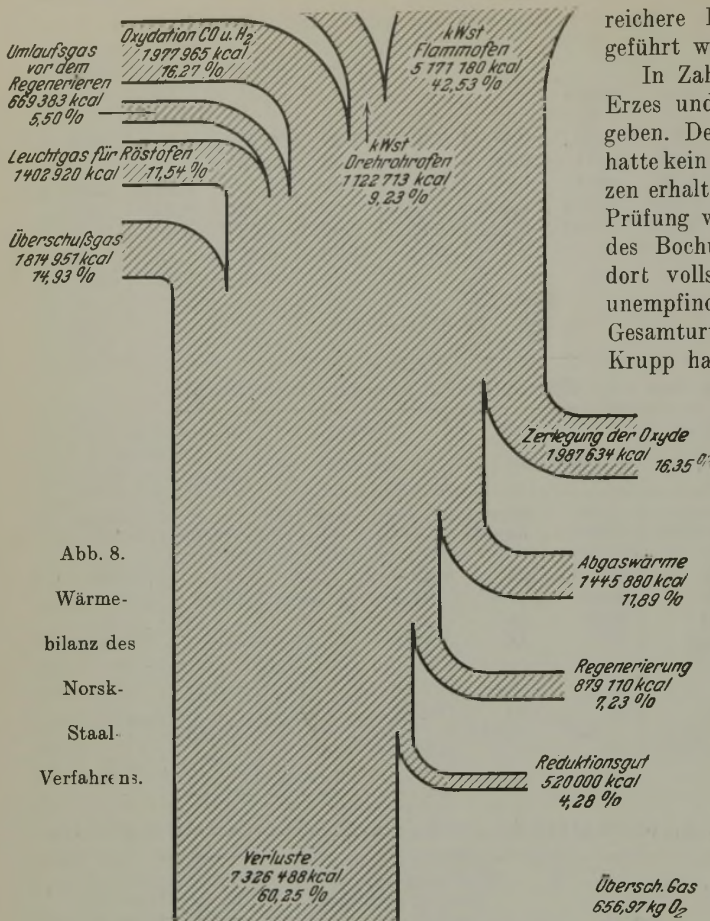 Oxydation CO u. H₂
1 977 965 kcal
16,27 %
kWst
Flammofen
5 171 180 kcal
42,53 %
Umlaufsgas
vor dem
Regenerieren
669 383 kcal
5,50 %
kWst
Drehrohrofen
1 122 713 kcal
9,23 %
Leuchtgas für Röstofen
1 402 920 kcal 11,54 %
Überschußgas
1 814 951 kcal
14,93 %
reichere
geführt w
In Zah
Erzes und
geben. De
hatte kein
zen erhalt
Prüfung v
des Bochu
dort volls
unempfind
Gesamtur
Krupp ha
Zerlegung der Oxyde
1 987 634 kcal 16.35 %
Abgaswärme
1 445 880 kcal
11,89 %
Regenerierung
879 110 kcal
7,23 %
Reduktionsgut
520 000 kcal
4,28 %
Abb. 8.
Wärme-
bilanz des
Norsk-
Staal-
Verfahrens.
Verluste
7 326 488 kcal
60,25 %
Übersch. Gas
656,97 kg O₂